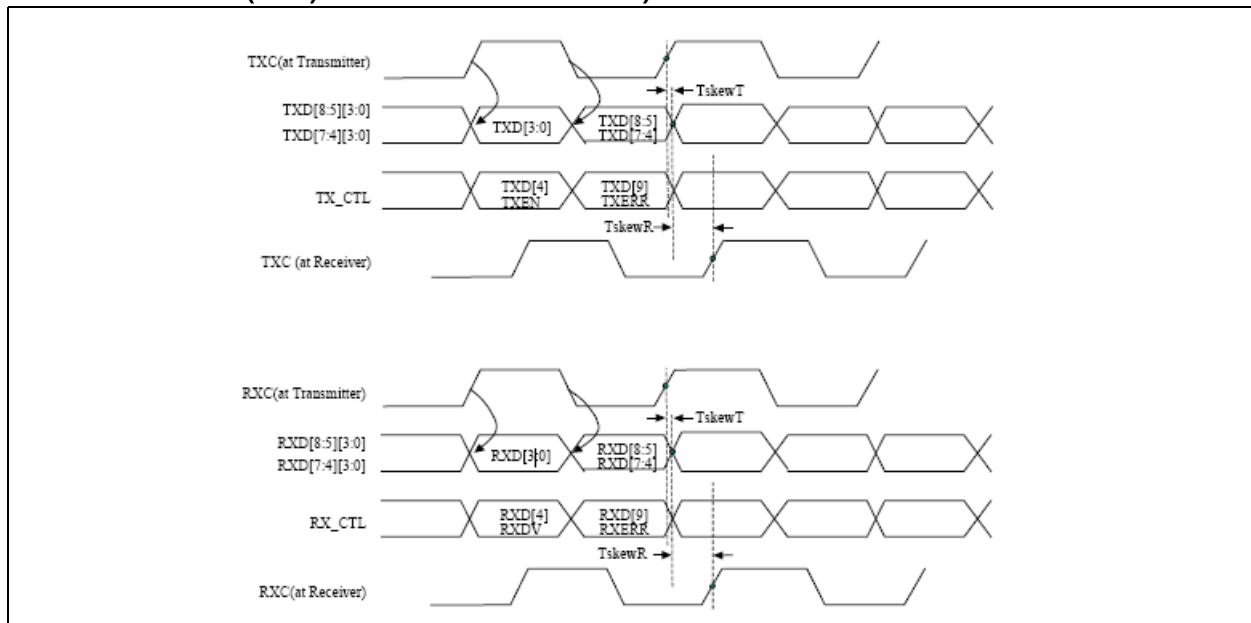 TXC(at Transmitter)
TskewT
TXD[8:5][3:0]
TXD[7:4][3:0]
TXD[3:0]
TXD[8:5]
TXD[7:4]
TX_CTL
TXD[4]
TXEN
TXD[9]
TXERR
TskewR
TXC (at Receiver)
RXC(at Transmitter)
TskewT
RXD[8:5][3:0]
RXD[7:4][3:0]
RXD[3:0]
RXD[8:5]
RXD[7:4]
RX_CTL
RXD[4]
RXDV
RXD[9]
RXERR
TskewR
RXC(at Receiver)